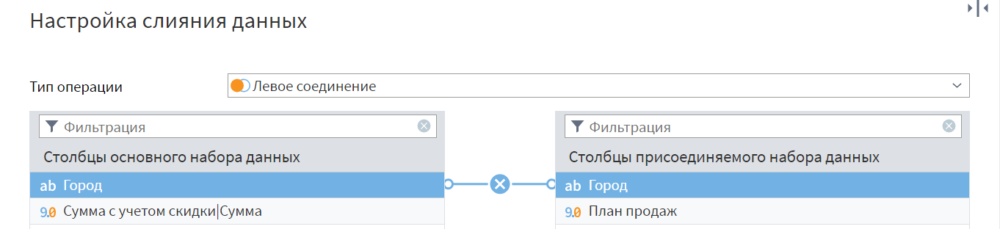 Настройка слияния данных
Тип операции
Левое соединение
Фильтрация
Фильтрация
Столбцы основного набора данных
Столбцы присоединяемого набора данных
ab Город
ab Город
9.0 Сумма с учетом скидки|Сумма
9.0 План продаж